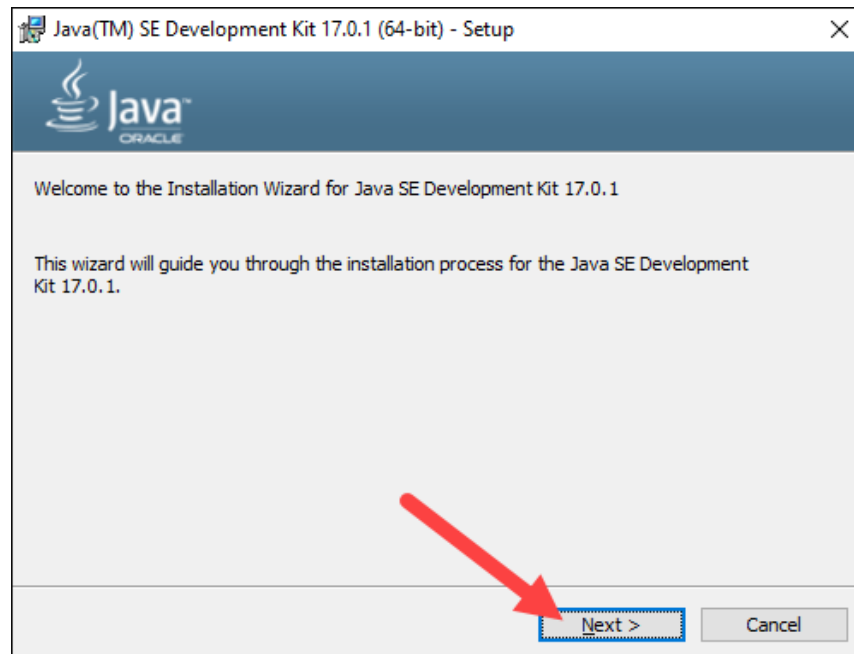 Java(TM) SE Development Kit 17.0.1 (64-bit) - Setup
Java™
ORACLE
Welcome to the Installation Wizard for Java SE Development Kit 17.0.1
This wizard will guide you through the installation process for the Java SE Development
Kit 17.0.1.
Next >
Cancel